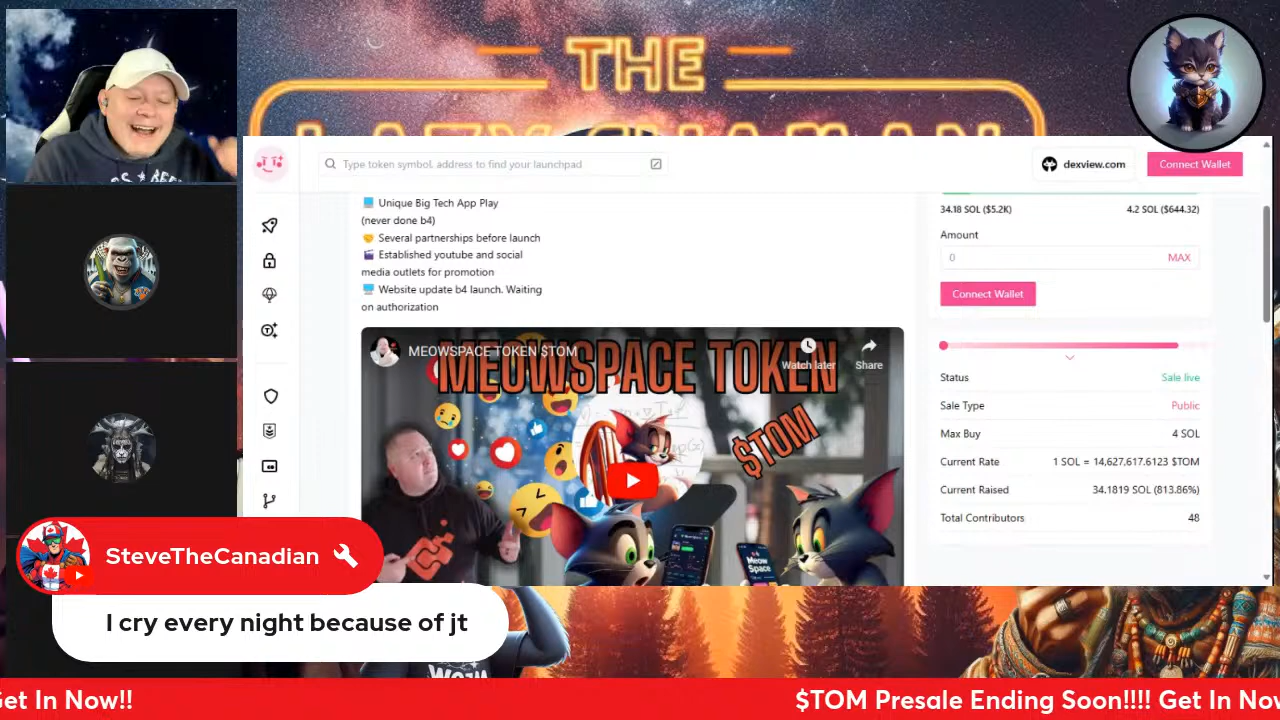 THE
LAZY SHAMAN
Type token symbol, address to find your launchpad
dexview.com
Connect Wallet
Unique Big Tech App Play
(never done b4)
Several partnerships before launch
Established youtube and social
media outlets for promotion
Website update b4 launch. Waiting
on authorization
34.18 SOL ($5.2K)
4.2 SOL ($644.32)
Amount
0
MAX
Connect Wallet
MEOWSPACE TOKEN $TOM
Watch later
Share
MEOWSPACE TOKEN
$TOM
Meow
Space
Status
Sale live
Sale Type
Public
Max Buy
4 SOL
Current Rate
1 SOL = 14,627,617.6123 $TOM
Current Raised
34.1819 SOL (813.86%)
Total Contributors
48
SteveTheCanadian
I cry every night because of jt
Get In Now!!
$TOM Presale Ending Soon!!!! Get In Now